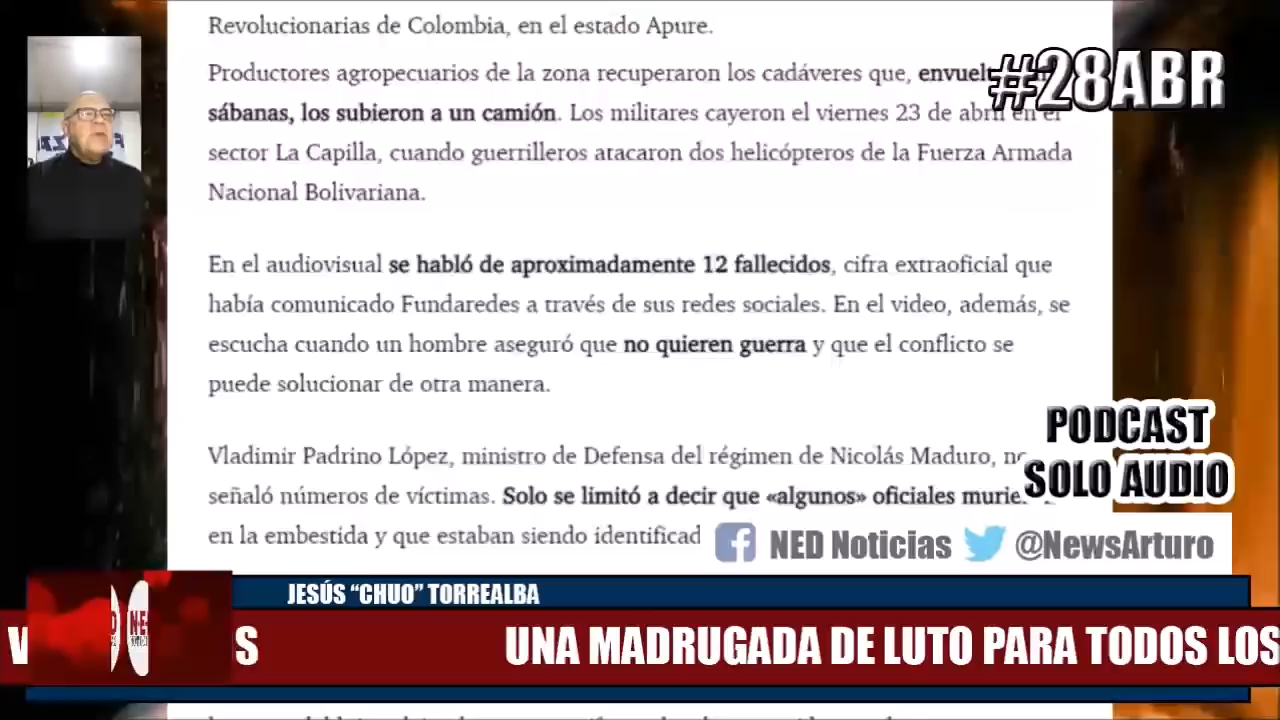 Revolucionarias de Colombia, en el estado Apure.
Productores agropecuarios de la zona recuperaron los cadáveres que,
#28ABR
sábanas, los subieron a un camión. Los militares cayeron el viernes 23 de abril en el
sector La Capilla, cuando guerrilleros atacaron dos helicópteros de la Fuerza Armada
Nacional Bolivariana.
En el audiovisual se habló de aproximadamente 12 fallecidos, cifra extraoficial que
había comunicado Fundaredes a través de sus redes sociales. En el video, además, se
escucha cuando un hombre aseguró que no quieren guerra y que el conflicto se
puede solucionar de otra manera.
PODCAST
SOLO AUDIO
Vladimir Padrino López, ministro de Defensa del régimen de Nicolás Maduro, no
señaló números de víctimas. Solo se limitó a decir que «algunos» oficiales murie
en la embestida y que estaban siendo identificad
NED Noticias @NewsArturo
JESÚS “CHUO” TORREALBA
V S UNA MADRUGADA DE LUTO PARA TODOS LOS